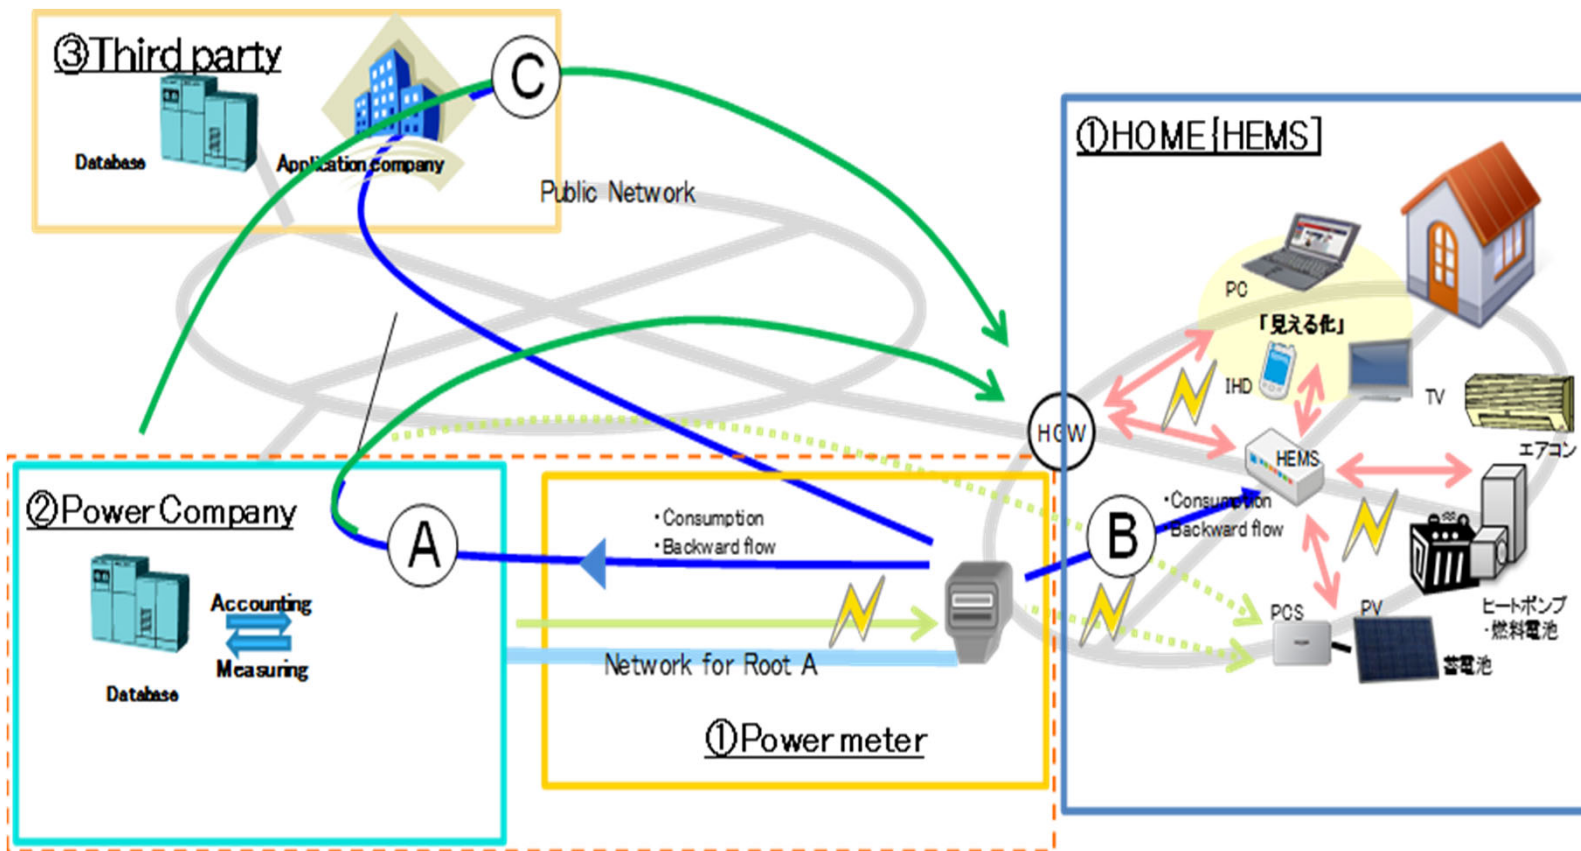 ③Third party
Database
Application company
C
Public Network
①HOME[HEMS]
PC
「見える化」
IHD
TV
エアコン
HGW
HEMS
②Power Company
A
・Consumption
・Backward flow
B
・Consumption
・Backward flow
Accounting
Measuring
Database
Network for Root A
①Power meter
PCS
PV
ヒートポンプ
・燃料電池
蓄電池